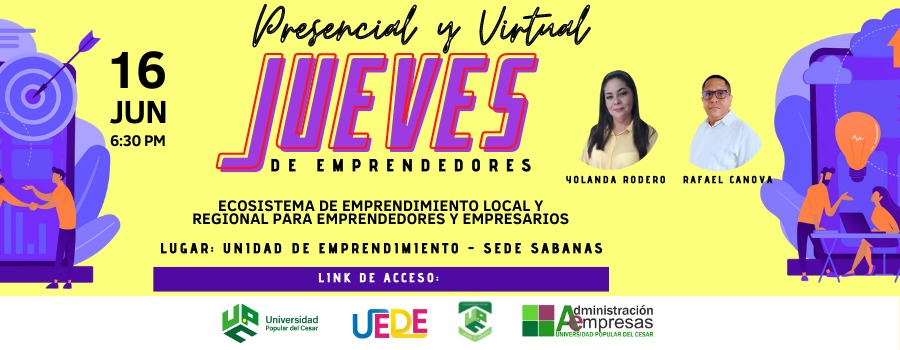 Presencial y Virtual
16
JUN
6:30 PM
JUEVES
DE EMPRENDEDORES
YOLANDA RODERO
RAFAEL CANOVA
ECOSISTEMA DE EMPRENDIMIENTO LOCAL Y
REGIONAL PARA EMPRENDEDORES Y EMPRESARIOS
LUGAR: UNIDAD DE EMPRENDIMIENTO - SEDE SABANAS
LINK DE ACCESO:
Universidad
Popular del Cesar
UEDE
Administración
empresas
UNIVERSIDAD POPULAR DEL CESAR